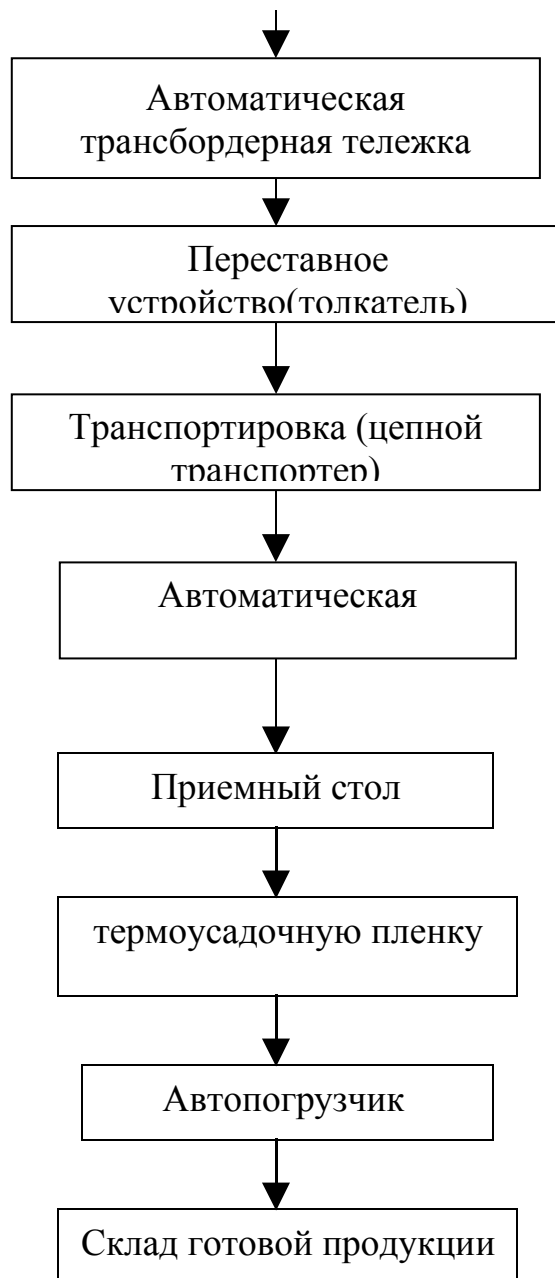 Автоматическая
трансбордерная тележка
Переставное
устройство(толкатель)
Транспортировка (цепной
транспортер)
Автоматическая
Приемный стол
термоусадочную пленку
Автопогрузчик
Склад готовой продукции